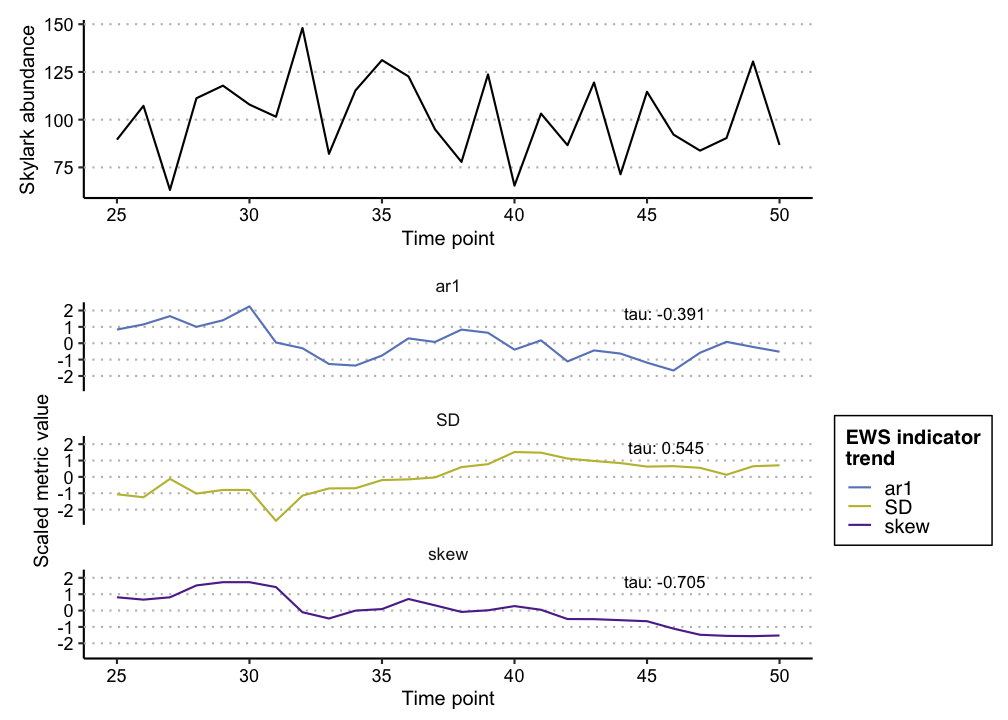 Skylark abundance
150
125
100
75
25 30 35 40 45 50
Time point
Scaled metric value
ar1
tau: -0.391
2
1
0
-1
-2
SD
tau: 0.545
2
1
0
-1
-2
skew
tau: -0.705
2
1
0
-1
-2
25 30 35 40 45 50
Time point
EWS indicator
trend
ar1
SD
skew